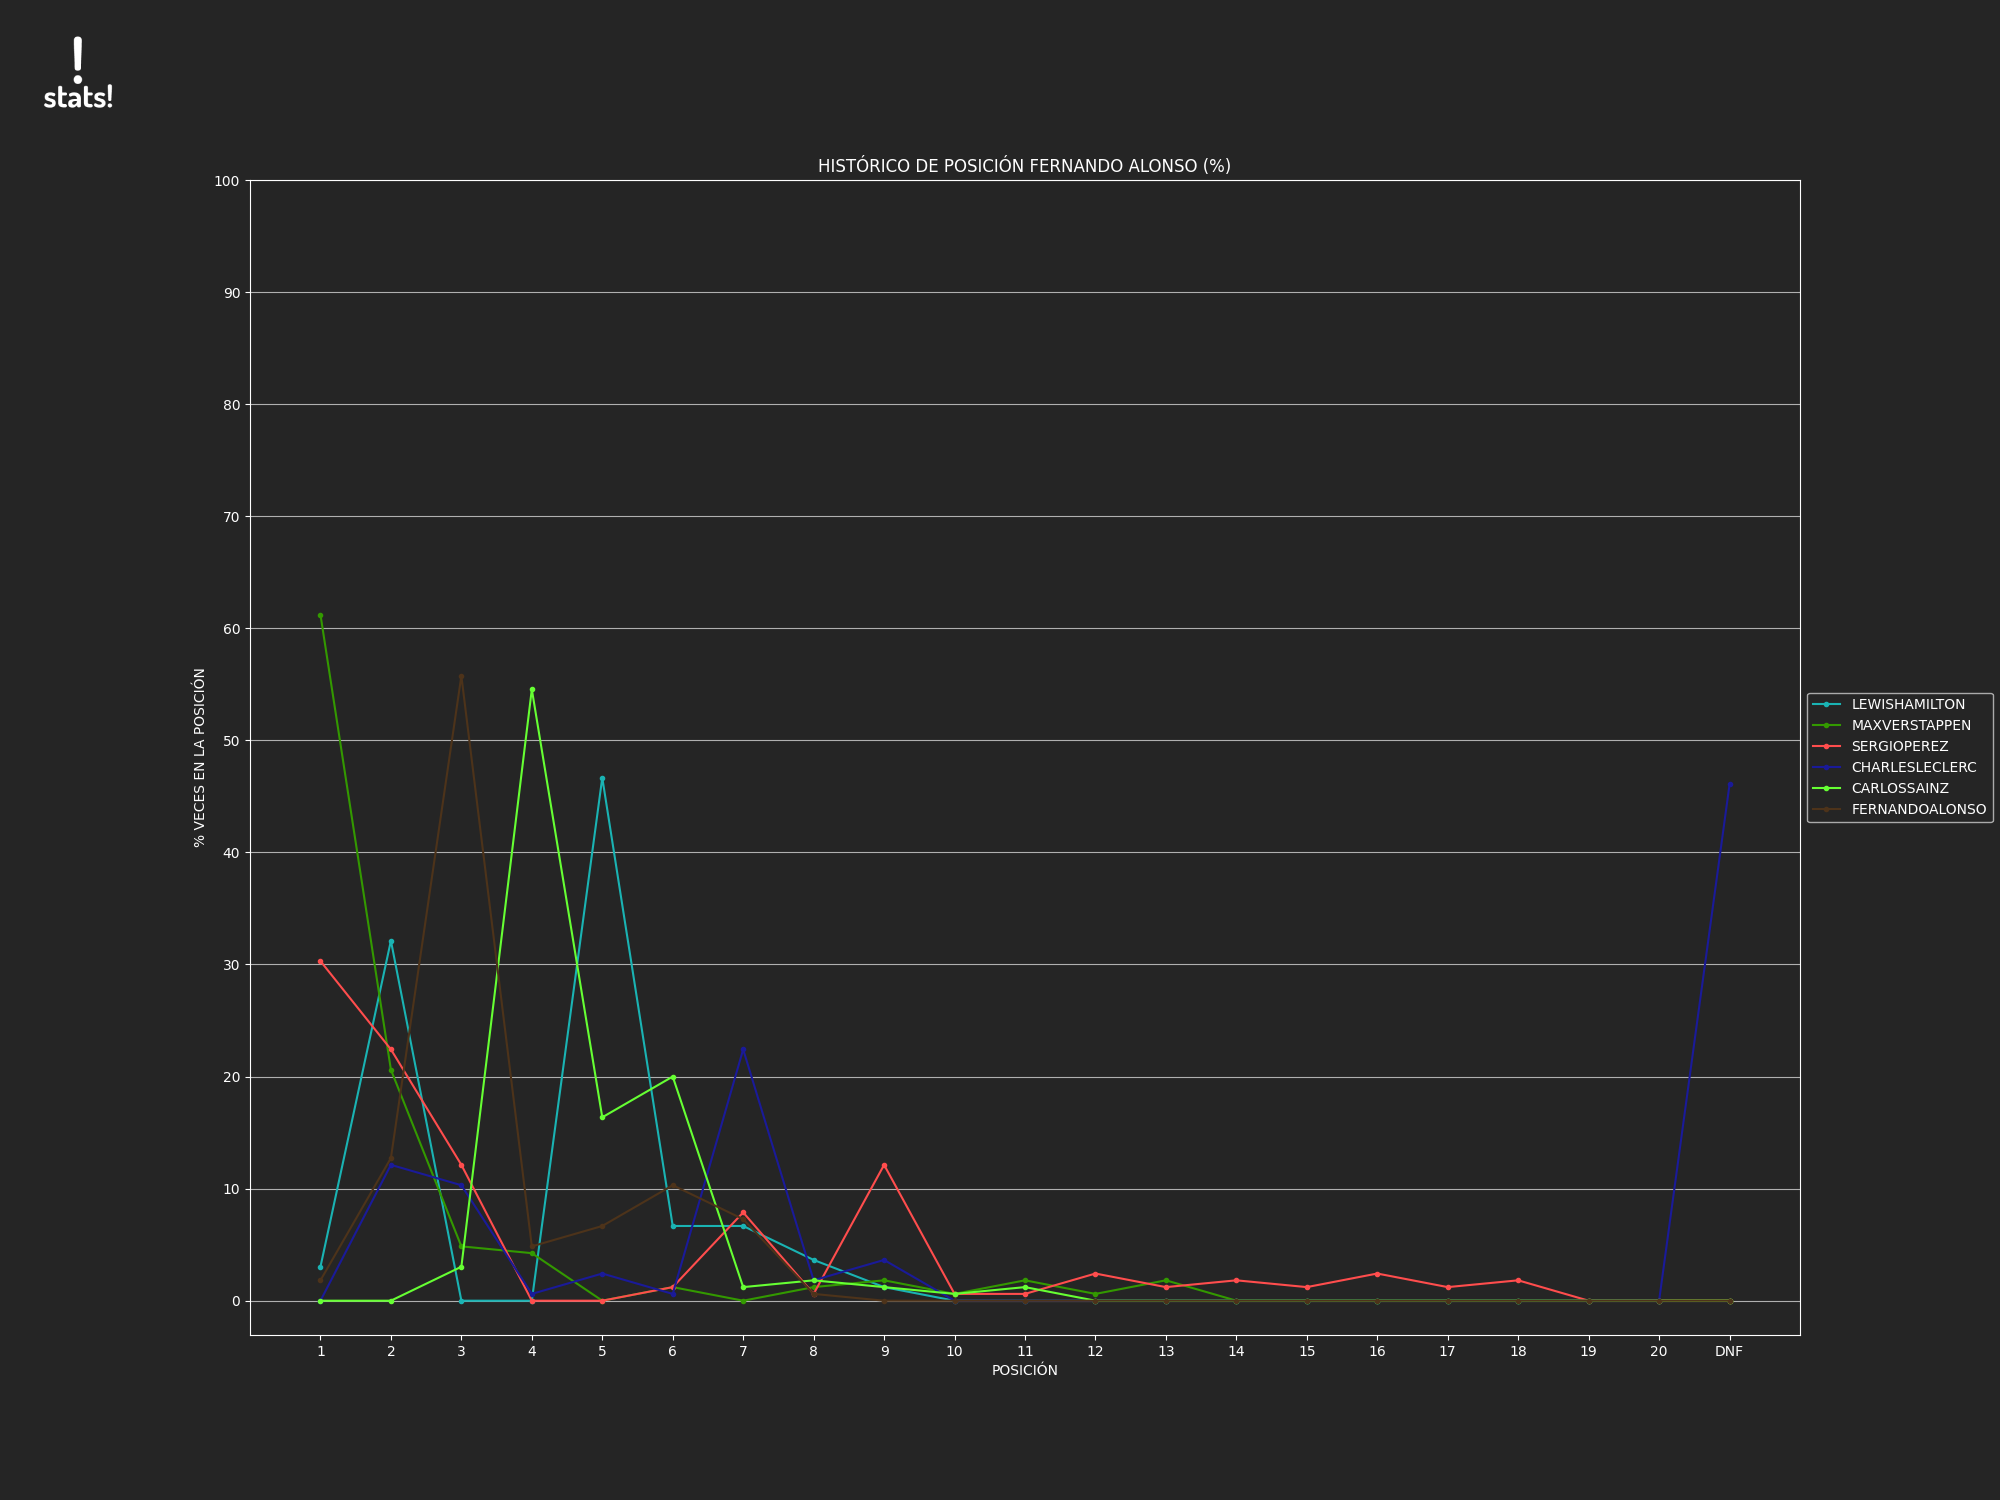 !
stats!
HISTÓRICO DE POSICIÓN FERNANDO ALONSO (%)
100
90
80
70
60
50
40
30
20
10
0
% VECES EN LA POSICIÓN
1 2 3 4 5 6 7 8 9 10 11 12 13 14 15 16 17 18 19 20 DNF
POSICIÓN
LEWISHAMILTON
MAXVERSTAPPEN
SERGIOPEREZ
CHARLESLECLERC
CARLOSSAINZ
FERNANDOALONSO